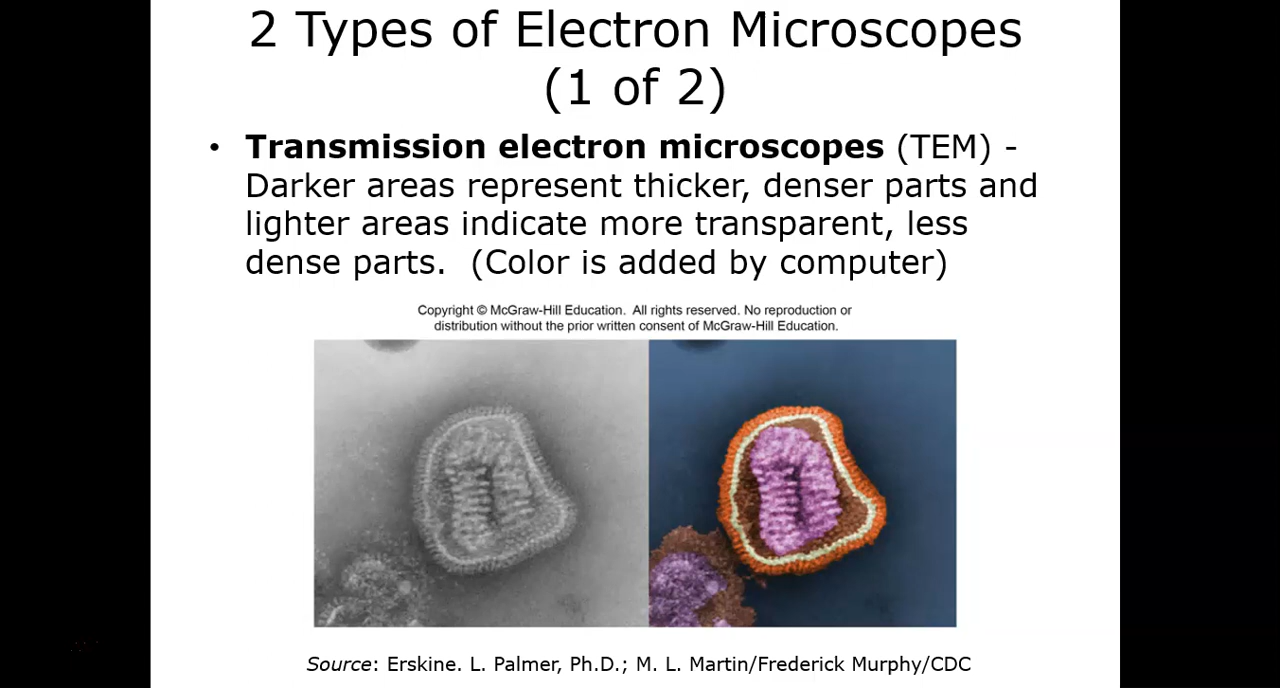 2 Types of Electron Microscopes
(1 of 2)
• Transmission electron microscopes (TEM) -
Darker areas represent thicker, denser parts and
lighter areas indicate more transparent, less
dense parts.  (Color is added by computer)
Copyright © McGraw-Hill Education.  All rights reserved. No reproduction or
distribution without the prior written consent of McGraw-Hill Education.
Source: Erskine. L. Palmer, Ph.D.; M. L. Martin/Frederick Murphy/CDC